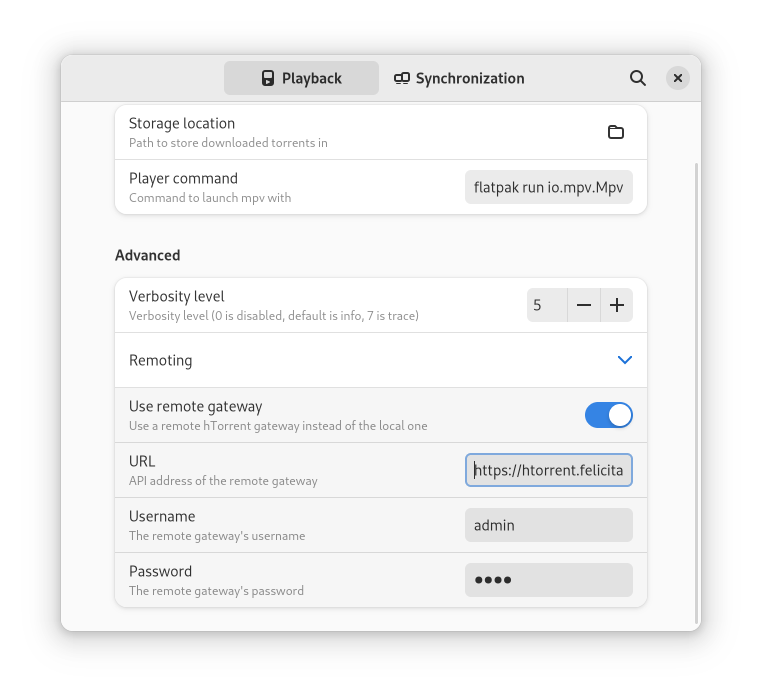 Playback
Synchronization
Storage location
Path to store downloaded torrents in
Player command
Command to launch mpv with
flatpak run io.mpv.Mpv
Advanced
Verbosity level
Verbosity level (0 is disabled, default is info, 7 is trace)
5
Remoting
Use remote gateway
Use a remote hTorrent gateway instead of the local one
URL
API address of the remote gateway
https://htorrent.felicita
Username
The remote gateway's username
admin
Password
The remote gateway's password
●●●●